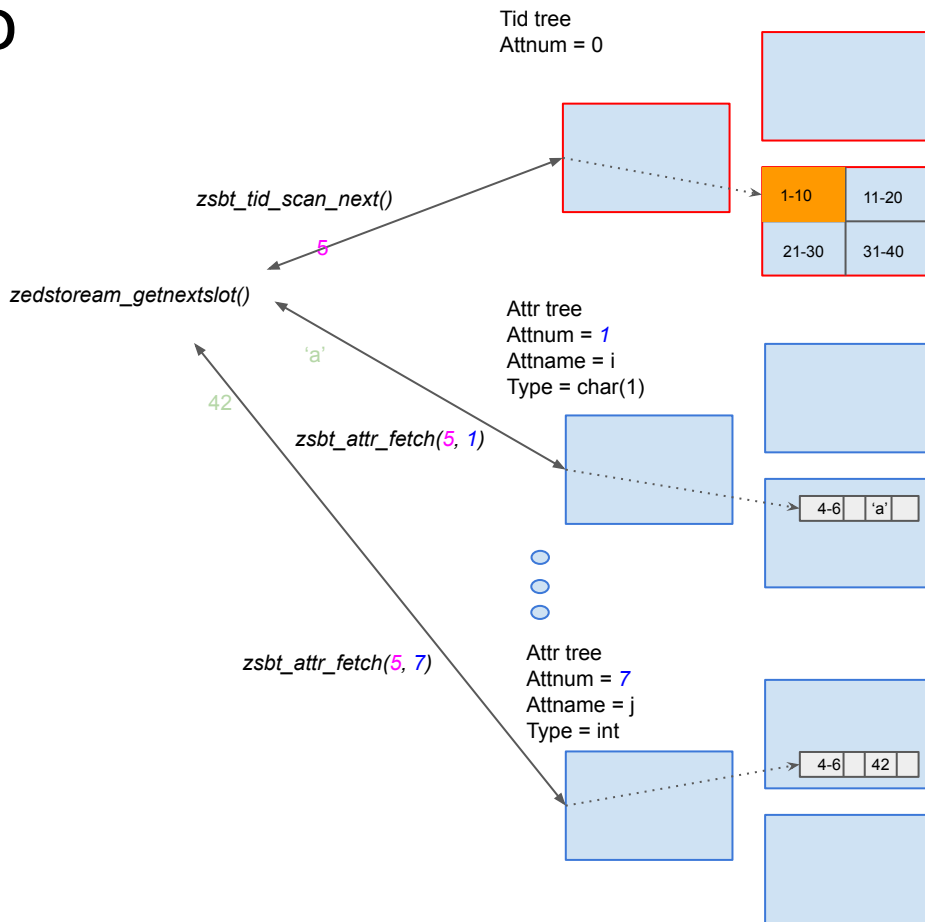 Tid tree
Attnum = 0
zsbt_tid_scan_next()
1-10
11-20
5
21-30
31-40
zedstoream_getnextslot()
Attr tree
Attnum = 1
Attname = i
Type = char(1)
‘a’
42
zsbt_attr_fetch(5, 1)
4-6
‘a’
zsbt_attr_fetch(5, 7)
Attr tree
Attnum = 7
Attname = j
Type = int
4-6
42